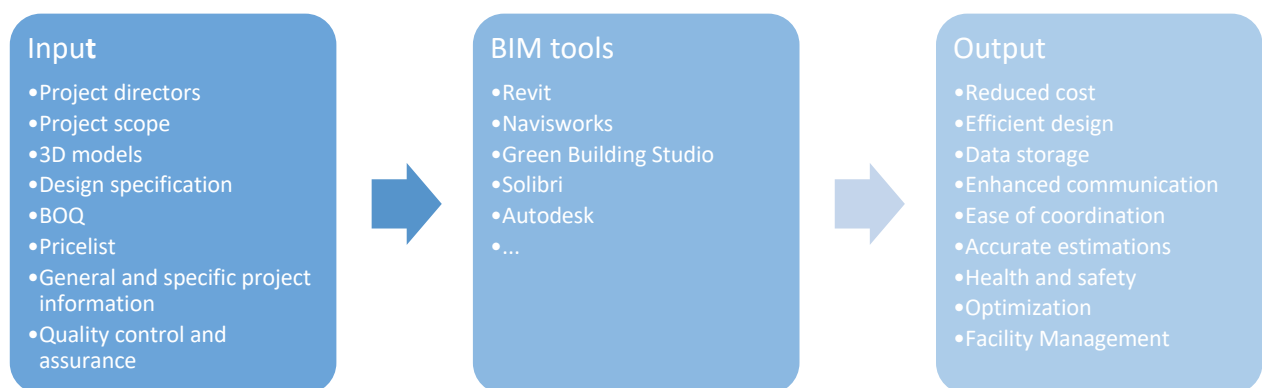 Input
•Project directors
•Project scope
•3D models
•Design specification
•BOQ
•Pricelist
•General and specific project
information
•Quality control and
assurance
BIM tools
•Revit
•Navisworks
•Green Building Studio
•Solibri
•Autodesk
•...
Output
•Reduced cost
•Efficient design
•Data storage
•Enhanced communication
•Ease of coordination
•Accurate estimations
•Health and safety
•Optimization
•Facility Management